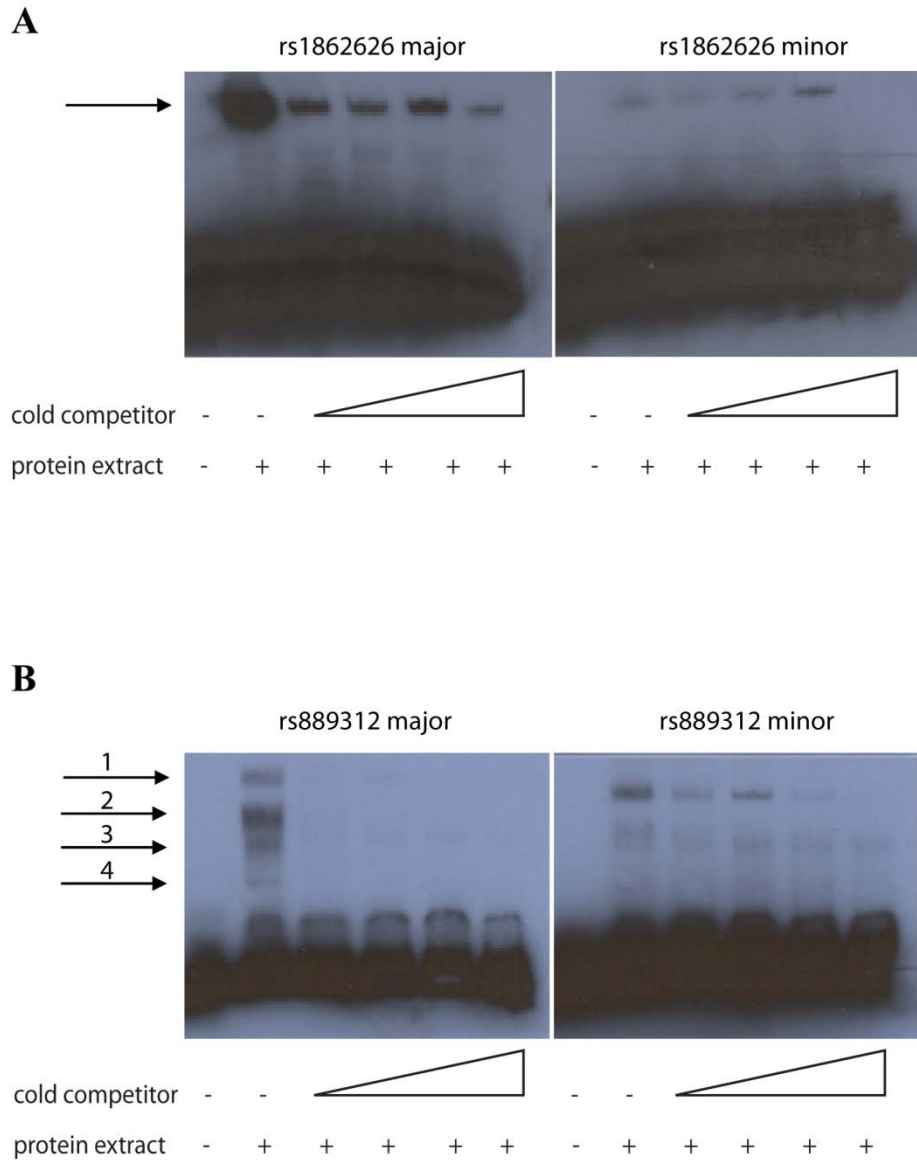 A
rs1862626 major rs1862626 minor
cold competitor - - - -
protein extract - + + + + + - + + + + +
B
rs889312 major rs889312 minor
1
2
3
4
cold competitor - - - -
protein extract - + + + + + - + + + + +